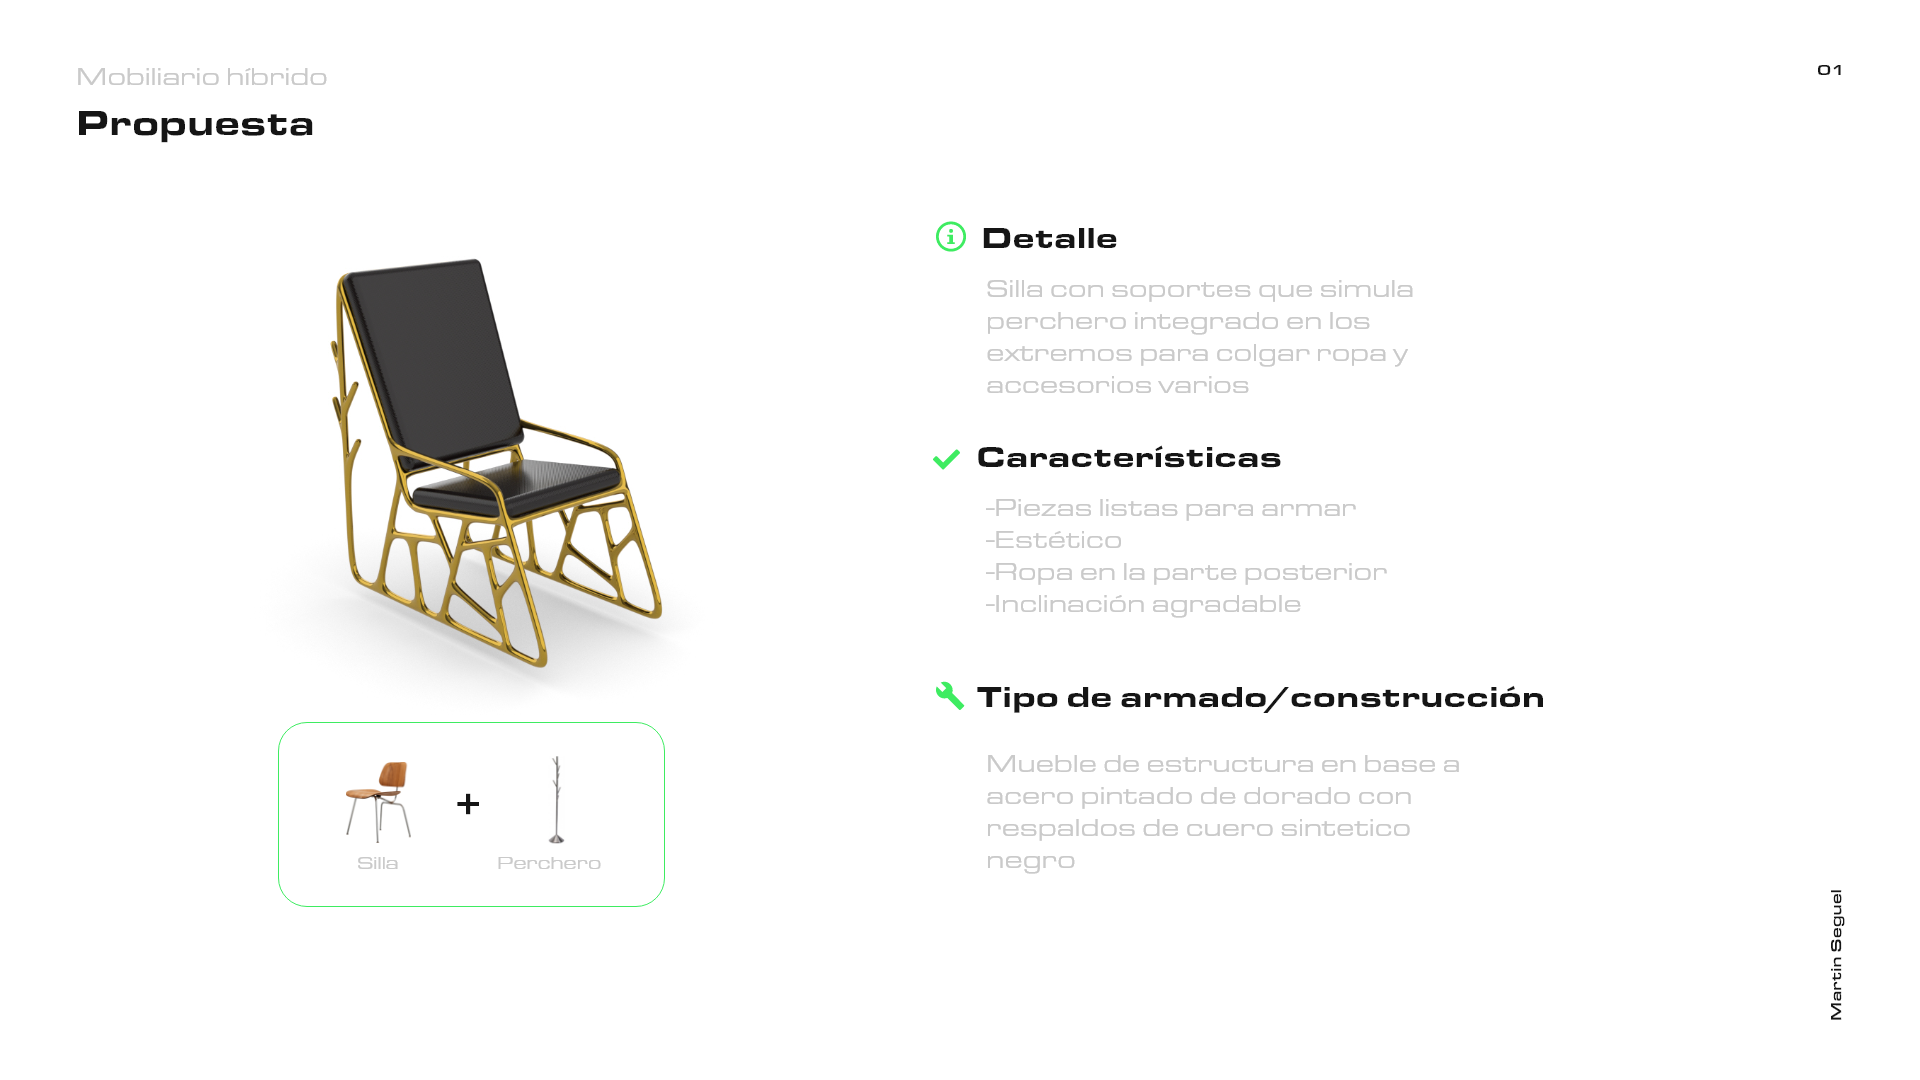 Mobiliario híbrido
Propuesta
01
Detalle
Silla con soportes que simula
perchero integrado en los
extremos para colgar ropa y
accesorios varios
Características
-Piezas listas para armar
-Estético
-Ropa en la parte posterior
-Inclinación agradable
Tipo de armado/construcción
Mueble de estructura en base a
acero pintado de dorado con
respaldos de cuero sintetico
negro
+
Silla
Perchero
Martin Seguel